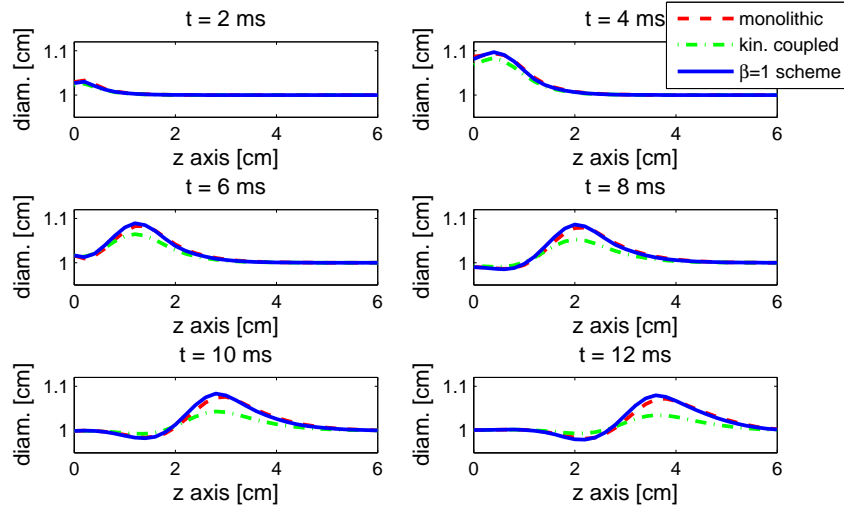 t = 2 ms
1.1
1
diam. [cm]
0
2
4
6
z axis [cm]
t = 4 ms
1.1
1
diam. [cm]
0
2
4
6
z axis [cm]
monolithic
kin. coupled
β=1 scheme
t = 6 ms
1.1
1
diam. [cm]
0
2
4
6
z axis [cm]
t = 8 ms
1.1
1
diam. [cm]
0
2
4
6
z axis [cm]
t = 10 ms
1.1
1
diam. [cm]
0
2
4
6
z axis [cm]
t = 12 ms
1.1
1
diam. [cm]
0
2
4
6
z axis [cm]